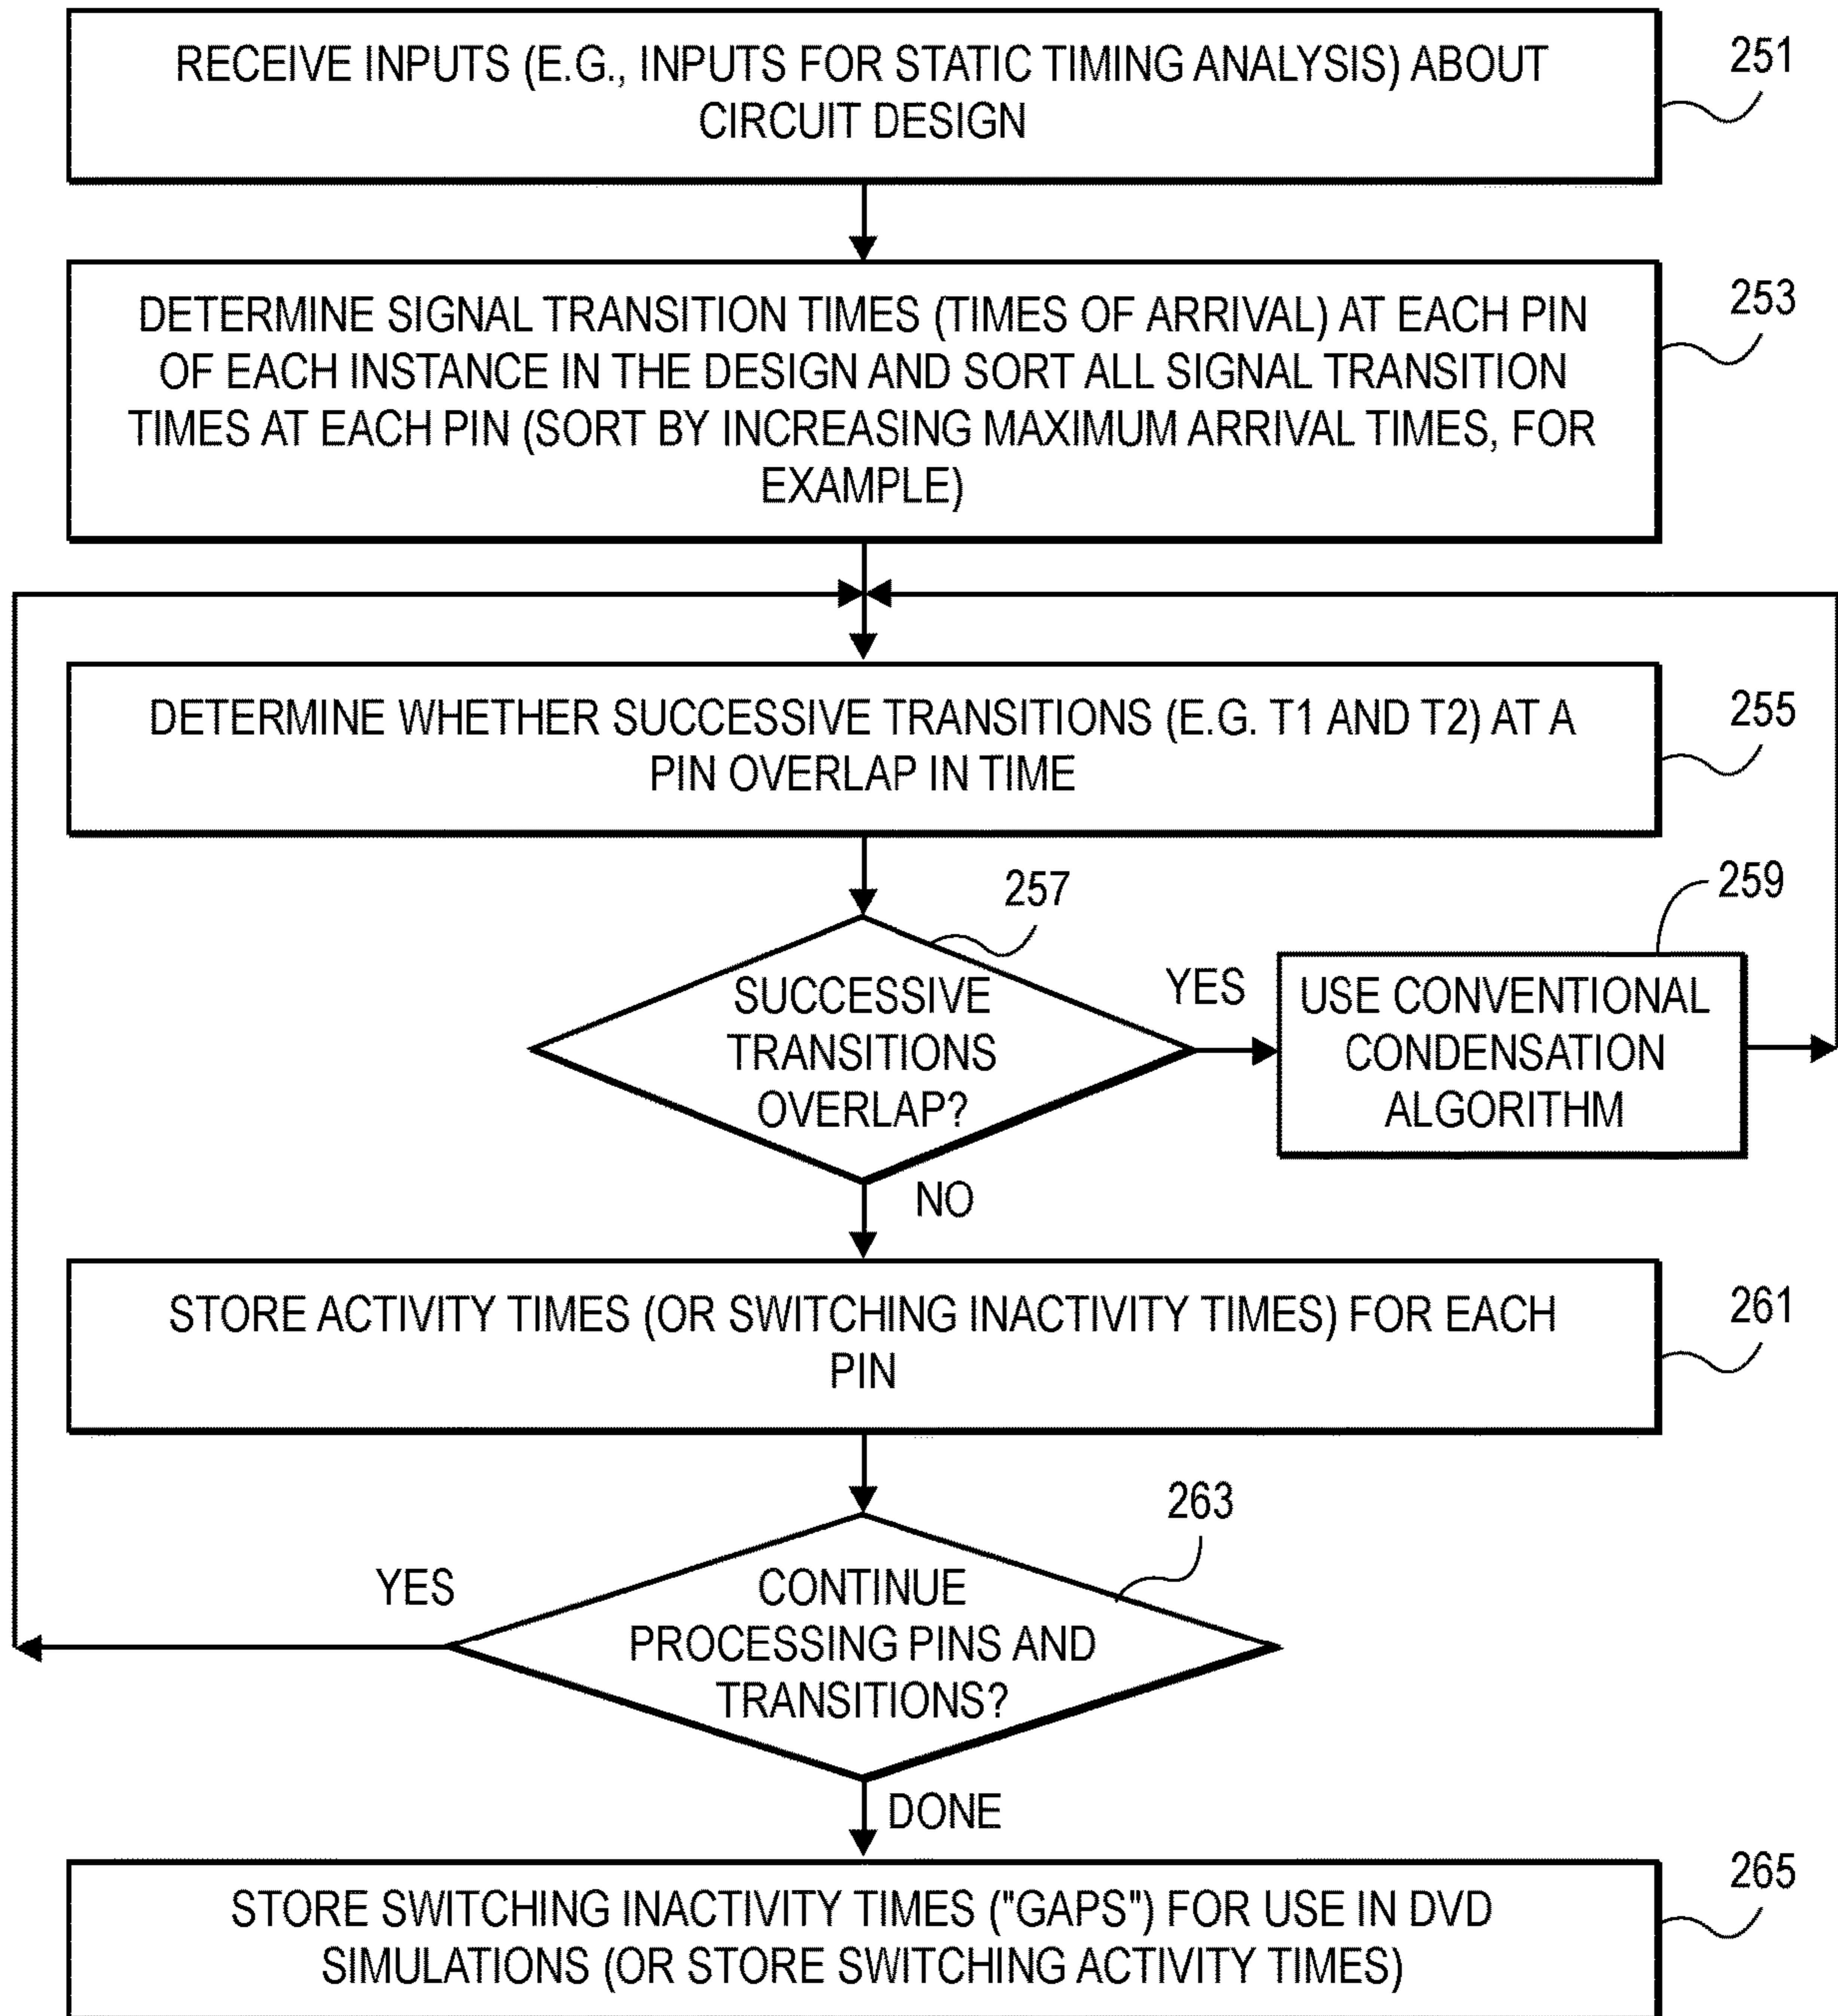 RECEIVE INPUTS (E.G., INPUTS FOR STATIC TIMING ANALYSIS) ABOUT
CIRCUIT DESIGN
251
DETERMINE SIGNAL TRANSITION TIMES (TIMES OF ARRIVAL) AT EACH PIN
OF EACH INSTANCE IN THE DESIGN AND SORT ALL SIGNAL TRANSITION
TIMES AT EACH PIN (SORT BY INCREASING MAXIMUM ARRIVAL TIMES, FOR
EXAMPLE)
253
DETERMINE WHETHER SUCCESSIVE TRANSITIONS (E.G. T1 AND T2) AT A
PIN OVERLAP IN TIME
255
257
SUCCESSIVE
TRANSITIONS
OVERLAP?
YES
259
USE CONVENTIONAL
CONDENSATION
ALGORITHM
NO
STORE ACTIVITY TIMES (OR SWITCHING INACTIVITY TIMES) FOR EACH
PIN
261
263
CONTINUE
PROCESSING PINS AND
TRANSITIONS?
YES
DONE
STORE SWITCHING INACTIVITY TIMES ("GAPS") FOR USE IN DVD
SIMULATIONS (OR STORE SWITCHING ACTIVITY TIMES)
265